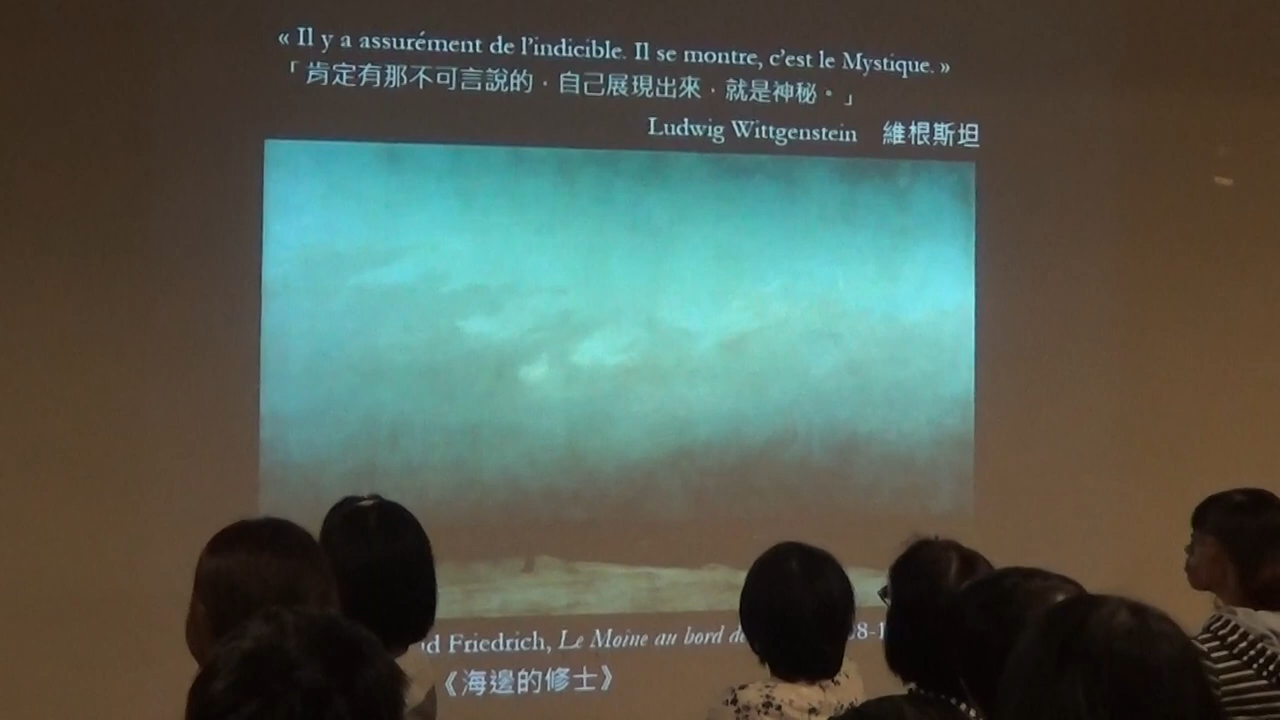 « Il y a assurément de l'indicible. Il se montre, c'est le Mystique. »
「肯定有那不可言說的，自己展現出來，就是神秘。」
Ludwig Wittgenstein 維根斯坦
Friedrich, Le Moine au bord
《海邊的修士》